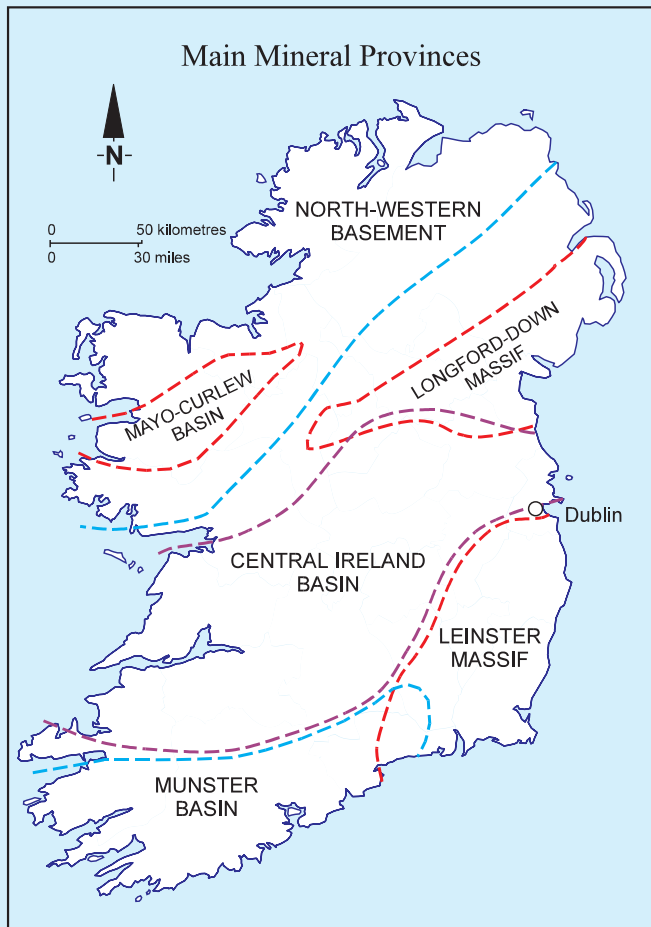 Main Mineral Provinces
N
0 50 kilometres
0 30 miles
NORTH-WESTERN
BASEMENT
LONGFORD-DOWN
MASSIF
MAYO-CURLEW
BASIN
Dublin
CENTRAL IRELAND
BASIN
LEINSTER
MASSIF
MUNSTER
BASIN